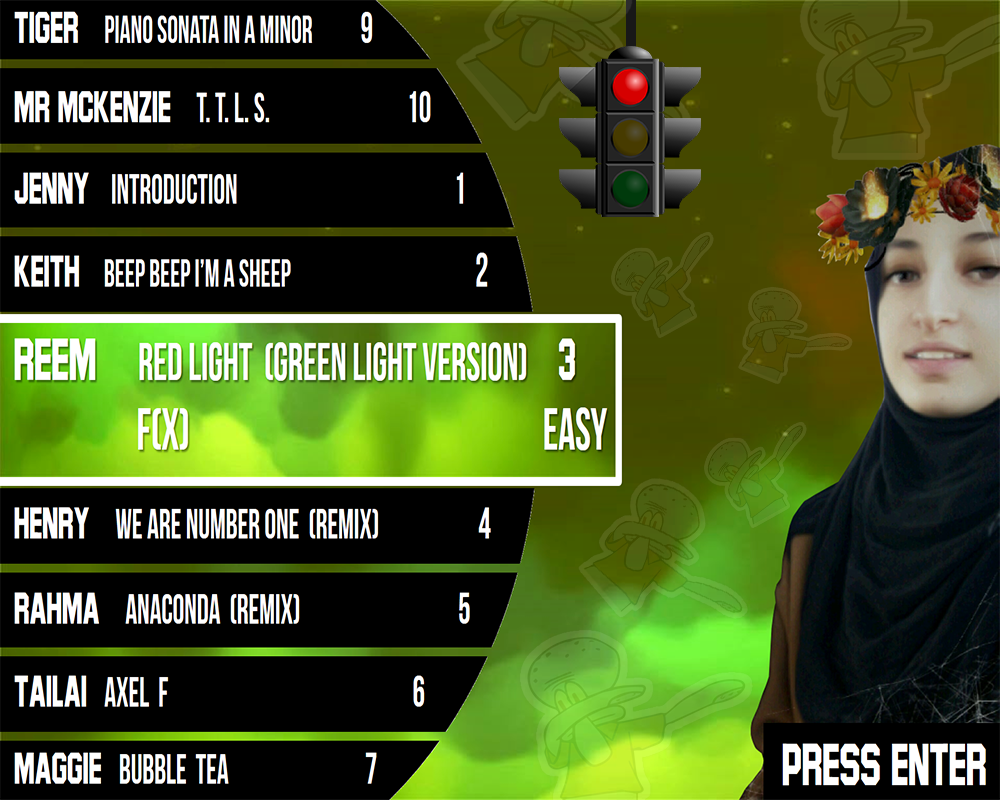 TIGER PIANO SONATA IN A MINOR 9
MR MCKENZIE T. T. L. S. 10
JENNY INTRODUCTION 1
KEITH BEEP BEEP I'M A SHEEP 2
REEM RED LIGHT (GREEN LIGHT VERSION) 3
F(X) EASY
HENRY WE ARE NUMBER ONE (REMIX) 4
RAHMA ANACONDA (REMIX) 5
TAILAI AXEL F 6
MAGGIE BUBBLE TEA 7
PRESS ENTER